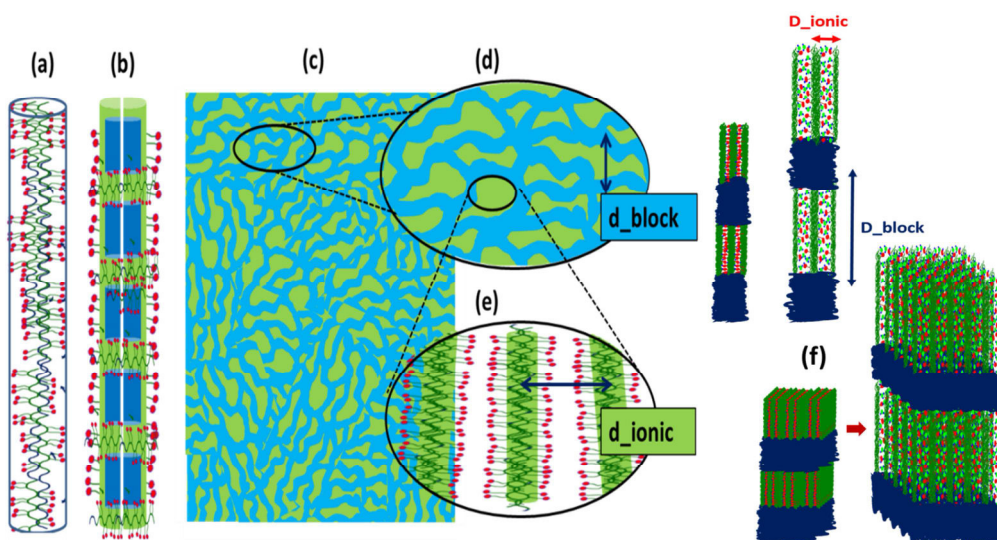 (a)
(b)
(c)
(d)
d_block
(e)
d_ionic
D_ionic
D_block
(f)